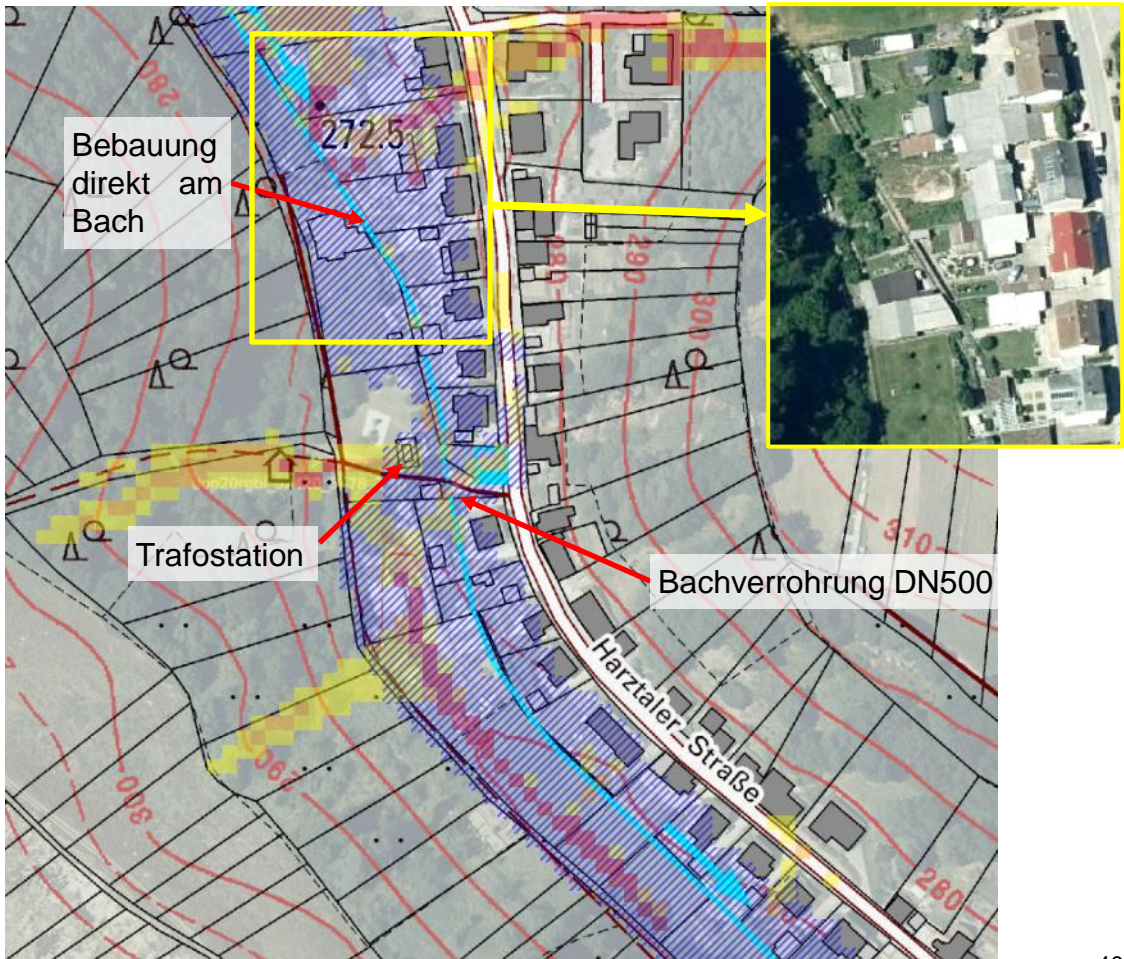 280
272.5
Bebauung
direkt am
Bach
280
290
300
310
Trafostation
Bachverrohrung DN500
Harztaler Straße
290
300
280